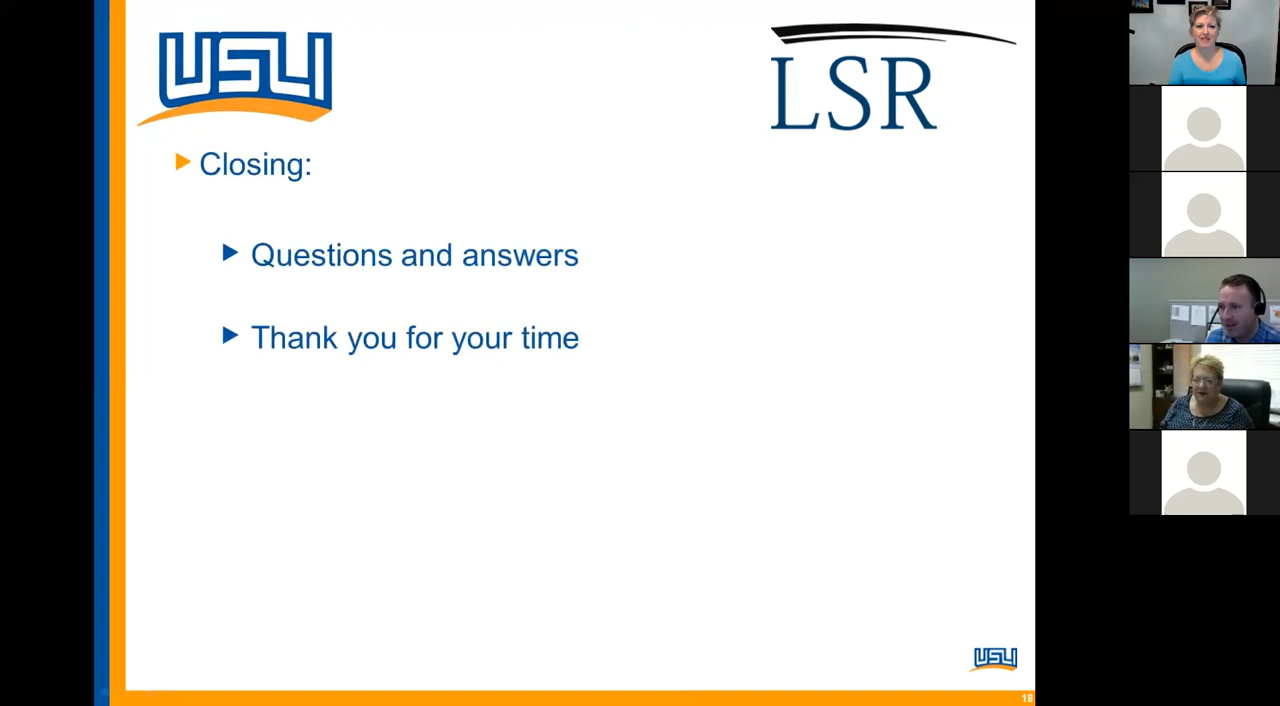 USLI
LSR
Closing:
Questions and answers
Thank you for your time
USLI
18